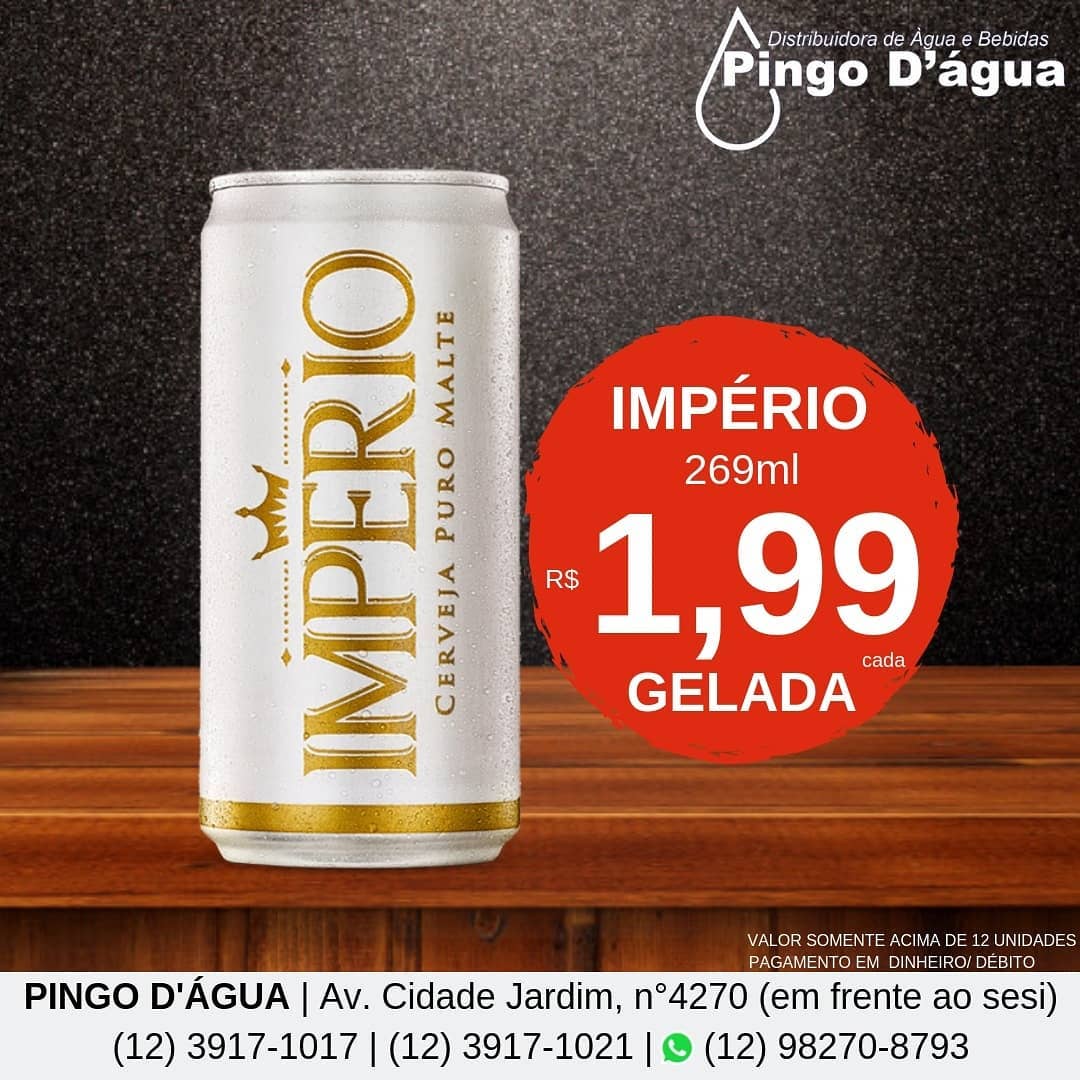 Distribuidora de Àgua e Bebidas
Pingo D'água
IMPÉRIO
CERVEJA PURO MALTE
IMPÉRIO
269ml
R$ 1,99
cada
GELADA
VALOR SOMENTE ACIMA DE 12 UNIDADES
PAGAMENTO EM DINHEIRO/ DÉBITO
PINGO D'ÁGUA | Av. Cidade Jardim, n°4270 (em frente ao sesi)
(12) 3917-1017 | (12) 3917-1021 | (12) 98270-8793